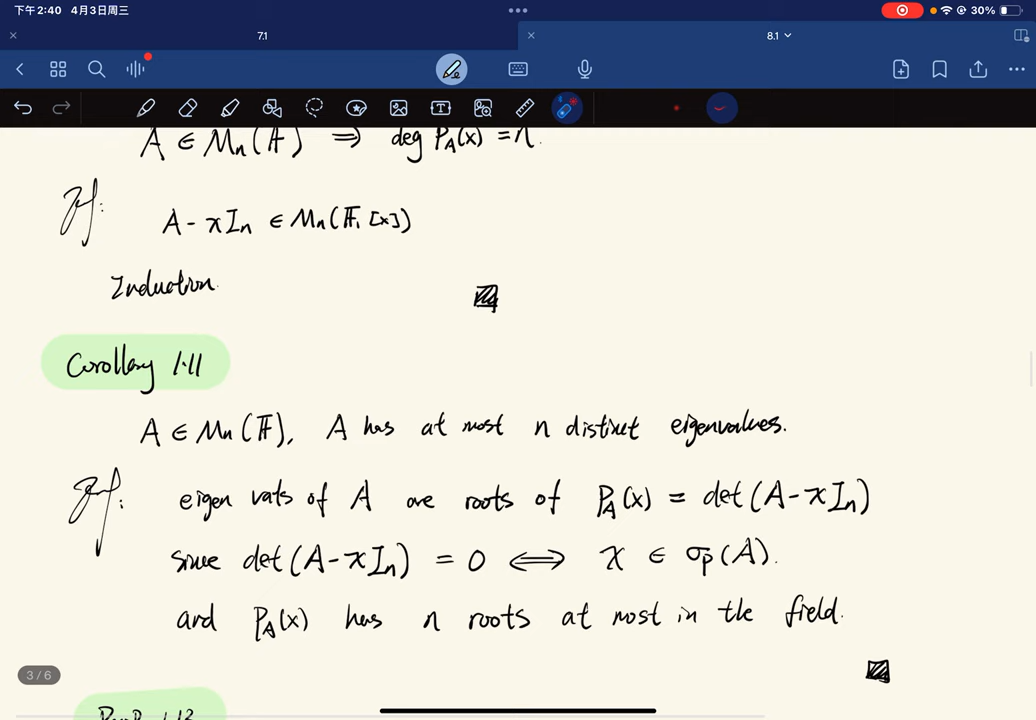 下午 2:40 4月3日周三
30%
7.1
8.1
A ∈ Mn(F) ⇒ deg PA(x) = n.
Pf: A - xIn ∈ Mn(F[x])
Induction.
Corollary 1.11
A ∈ Mn(F), A has at most n distinct eigenvalues.
Pf: eigen vals of A are roots of PA(x) = det(A - xIn)
since det(A - xIn) = 0 ⟺ x ∈ σp(A).
and PA(x) has n roots at most in the field.
3 / 6